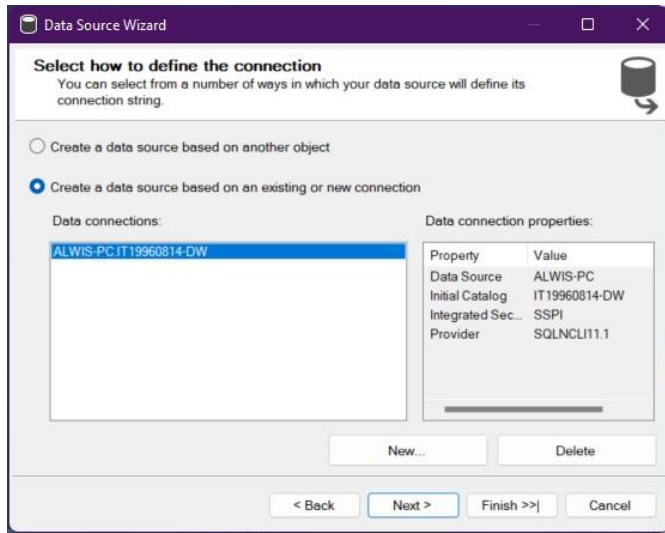 Data Source Wizard
Select how to define the connection
You can select from a number of ways in which your data source will define its
connection string.
Create a data source based on another object
Create a data source based on an existing or new connection
Data connections:
ALWIS-PC.IT19960814-DW
Data connection properties:
Property Value
Data Source ALWIS-PC
Initial Catalog IT19960814-DW
Integrated Sec... SSPI
Provider SQLNCLI11.1
New... Delete
< Back Next > Finish >>| Cancel